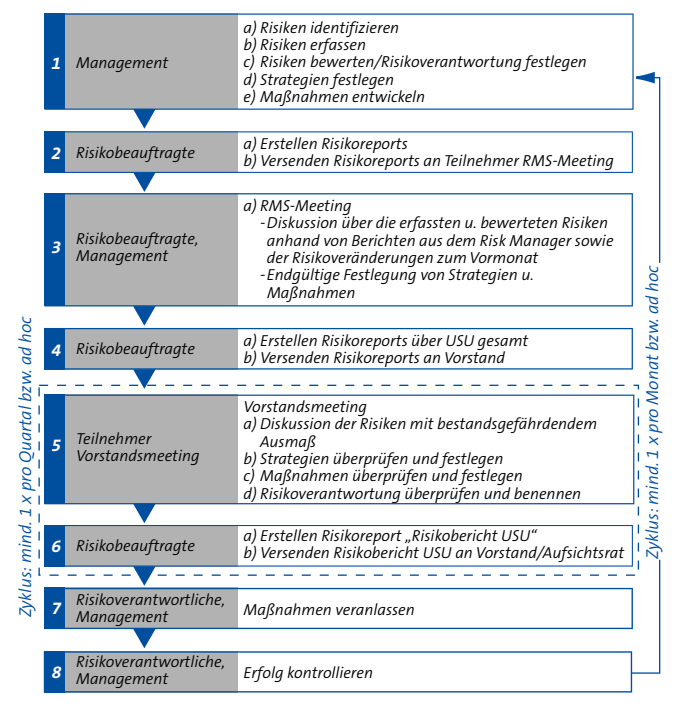 1
Management
a) Risiken identifizieren
b) Risiken erfassen
c) Risiken bewerten/Risikoverantwortung festlegen
d) Strategien festlegen
e) Maßnahmen entwickeln
2
Risikobeauftragte
a) Erstellen Risikoreports
b) Versenden Risikoreports an Teilnehmer RMS-Meeting
3
Risikobeauftragte,
Management
a) RMS-Meeting
-Diskussion über die erfassten u. bewerteten Risiken
anhand von Berichten aus dem Risk Manager sowie
der Risikoveränderungen zum Vormonat
-Endgültige Festlegung von Strategien u.
Maßnahmen
4
Risikobeauftragte
a) Erstellen Risikoreports über USU gesamt
b) Versenden Risikoreports an Vorstand
5
Teilnehmer
Vorstandsmeeting
Vorstandsmeeting
a) Diskussion der Risiken mit bestandsgefährdendem
Ausmaß
b) Strategien überprüfen und festlegen
c) Maßnahmen überprüfen und festlegen
d) Risikoverantwortung überprüfen und benennen
6
Risikobeauftragte
a) Erstellen Risikoreport „Risikobericht USU“
b) Versenden Risikobericht USU an Vorstand/Aufsichtsrat
7
Risikoverantwortliche,
Management
Maßnahmen veranlassen
8
Risikoverantwortliche,
Management
Erfolg kontrollieren
Zyklus: mind. 1 x pro Quartal bzw. ad hoc
Zyklus: mind. 1 x pro Monat bzw. ad hoc